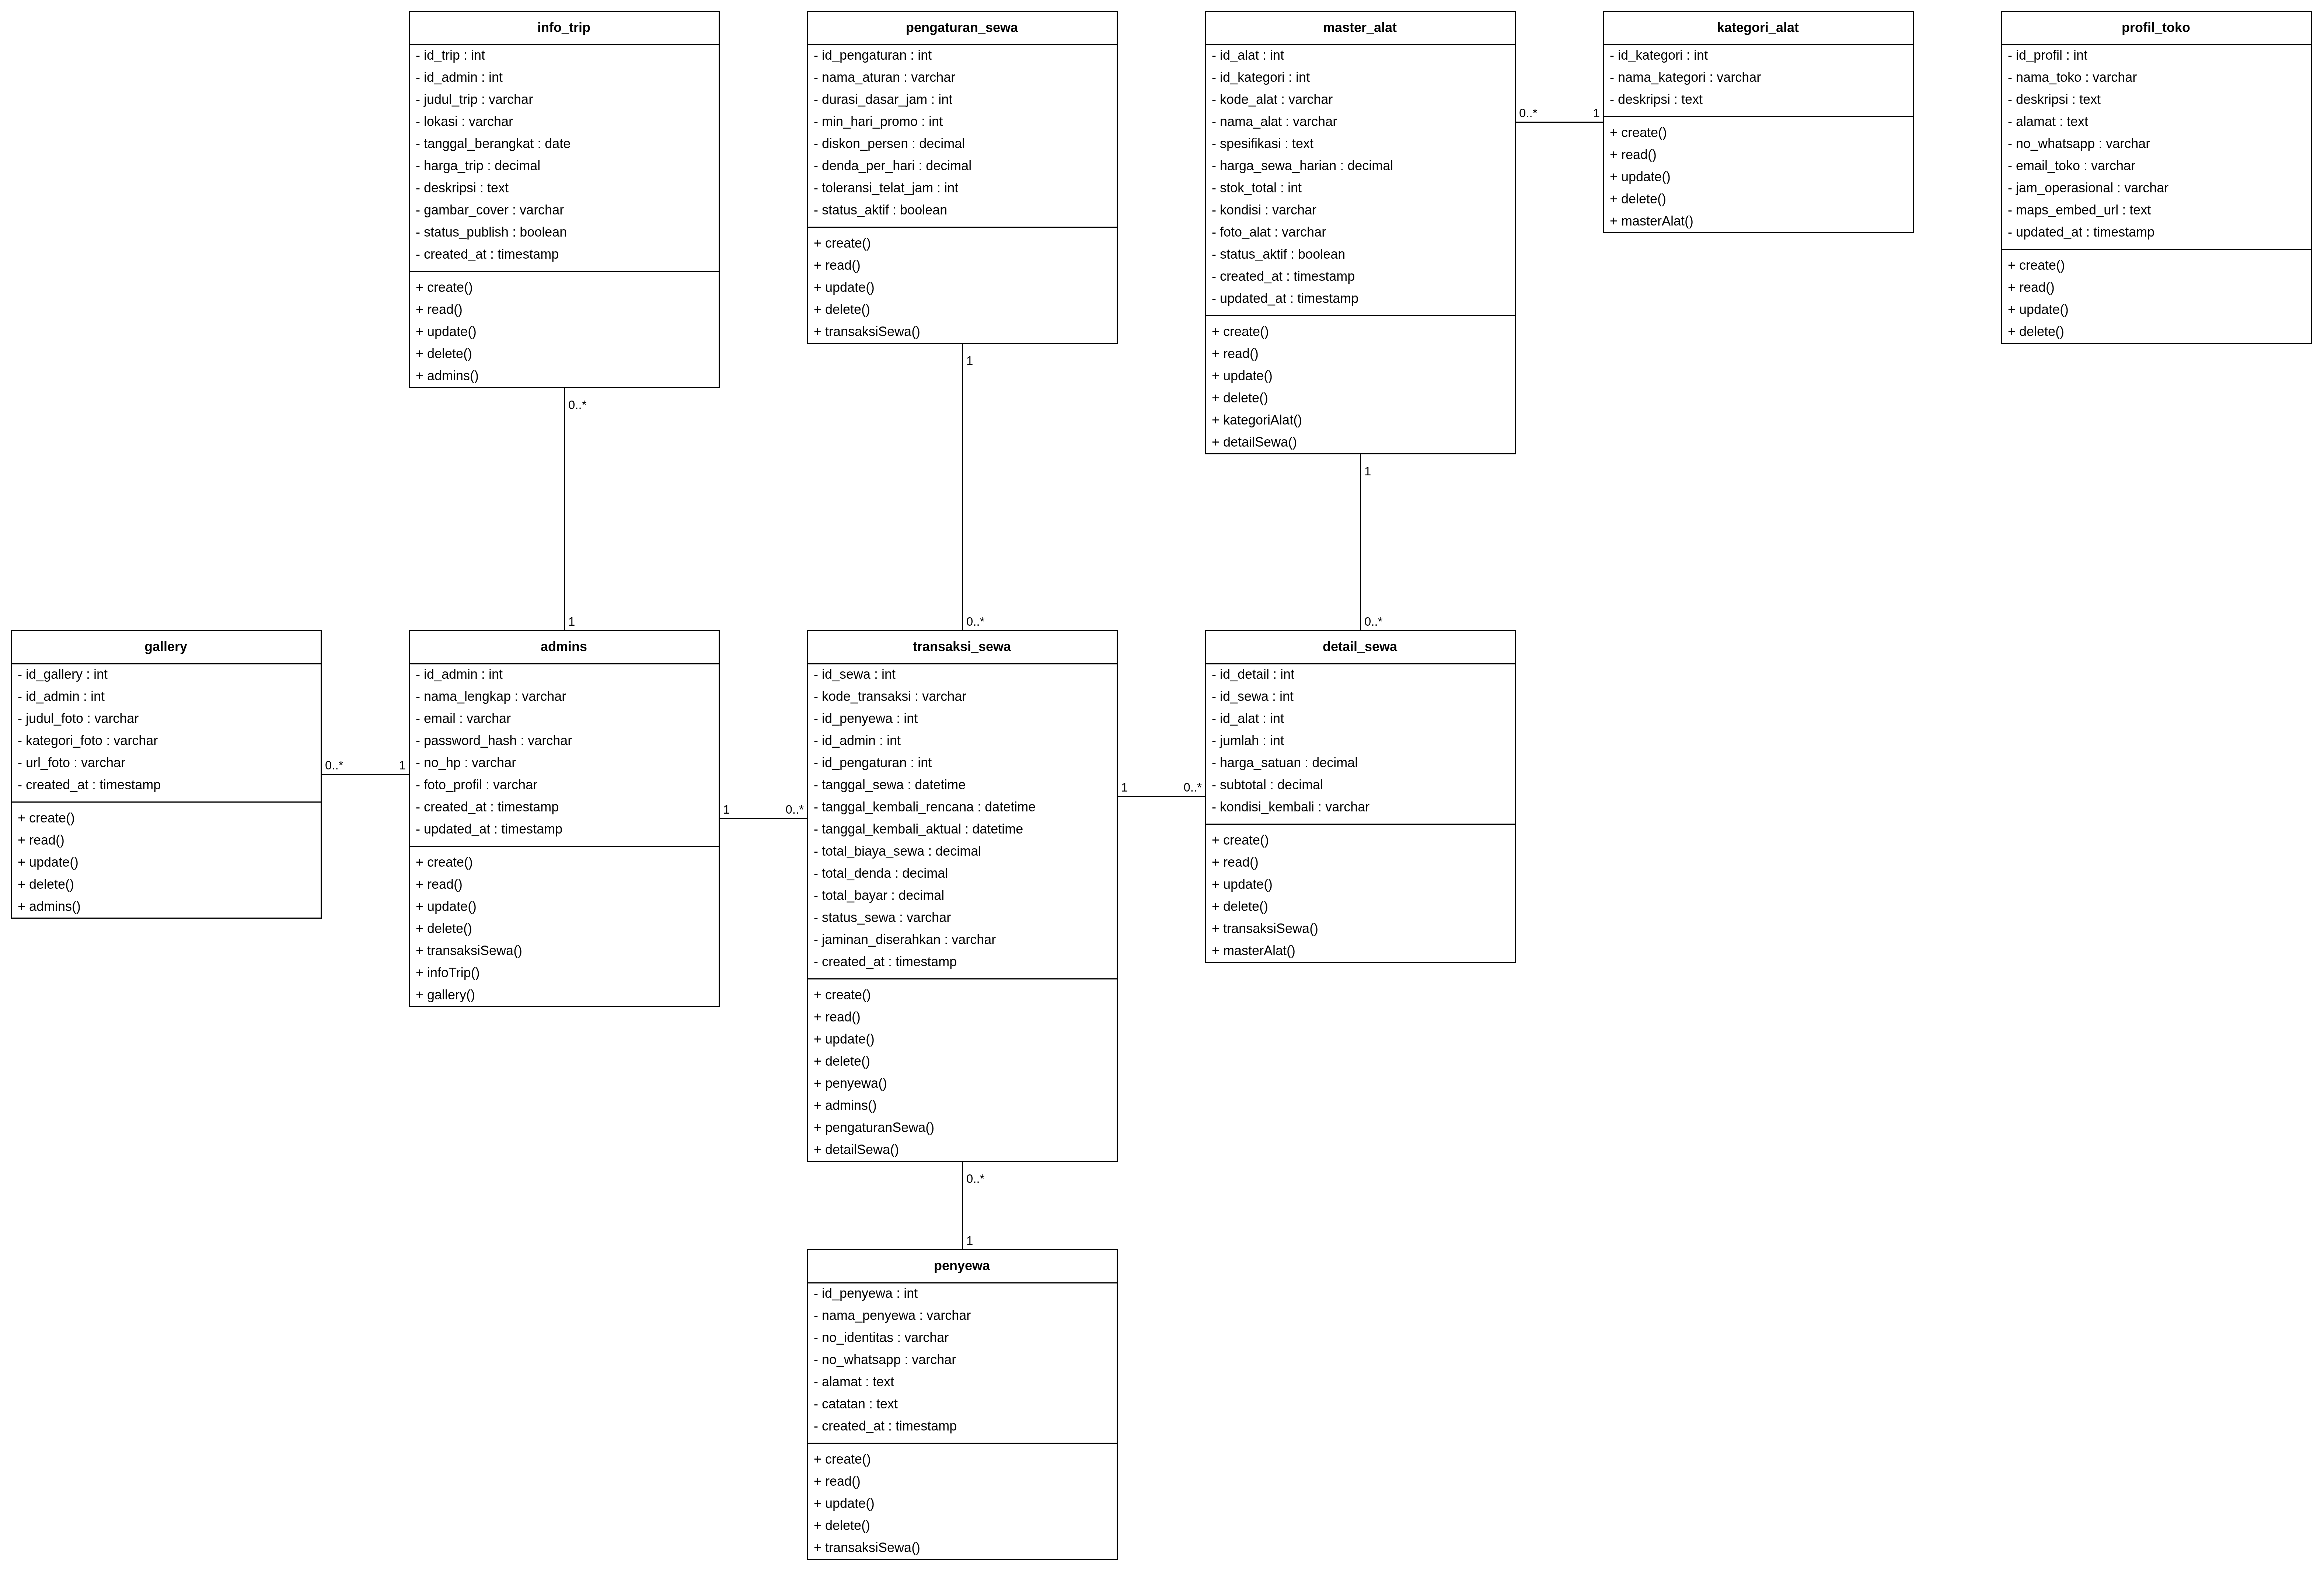 info_trip
- id_trip : int
- id_admin : int
- judul_trip : varchar
- lokasi : varchar
- tanggal_berangkat : date
- harga_trip : decimal
- deskripsi : text
- gambar_cover : varchar
- status_publish : boolean
- created_at : timestamp
+ create()
+ read()
+ update()
+ delete()
+ admins()
0..*
1
pengaturan_sewa
- id_pengaturan : int
- nama_aturan : varchar
- durasi_dasar_jam : int
- min_hari_promo : int
- diskon_persen : decimal
- denda_per_hari : decimal
- toleransi_telat_jam : int
- status_aktif : boolean
+ create()
+ read()
+ update()
+ delete()
+ transaksiSewa()
1
0..*
master_alat
- id_alat : int
- id_kategori : int
- kode_alat : varchar
- nama_alat : varchar
- spesifikasi : text
- harga_sewa_harian : decimal
- stok_total : int
- kondisi : varchar
- foto_alat : varchar
- status_aktif : boolean
- created_at : timestamp
- updated_at : timestamp
+ create()
+ read()
+ update()
+ delete()
+ kategoriAlat()
+ detailSewa()
0..* 1
1
0..*
kategori_alat
- id_kategori : int
- nama_kategori : varchar
- deskripsi : text
+ create()
+ read()
+ update()
+ delete()
+ masterAlat()
profil_toko
- id_profil : int
- nama_toko : varchar
- deskripsi : text
- alamat : text
- no_whatsapp : varchar
- email_toko : varchar
- jam_operasional : varchar
- maps_embed_url : text
- updated_at : timestamp
+ create()
+ read()
+ update()
+ delete()
gallery
- id_gallery : int
- id_admin : int
- judul_foto : varchar
- kategori_foto : varchar
- url_foto : varchar
- created_at : timestamp
+ create()
+ read()
+ update()
+ delete()
+ admins()
0..* 1
admins
- id_admin : int
- nama_lengkap : varchar
- email : varchar
- password_hash : varchar
- no_hp : varchar
- foto_profil : varchar
- created_at : timestamp
- updated_at : timestamp
+ create()
+ read()
+ update()
+ delete()
+ transaksiSewa()
+ infoTrip()
+ gallery()
1 0..*
transaksi_sewa
- id_sewa : int
- kode_transaksi : varchar
- id_penyewa : int
- id_admin : int
- id_pengaturan : int
- tanggal_sewa : datetime
- tanggal_kembali_rencana : datetime
- tanggal_kembali_aktual : datetime
- total_biaya_sewa : decimal
- total_denda : decimal
- total_bayar : decimal
- status_sewa : varchar
- jaminan_diserahkan : varchar
- created_at : timestamp
+ create()
+ read()
+ update()
+ delete()
+ penyewa()
+ admins()
+ pengaturanSewa()
+ detailSewa()
1 0..*
0..*
1
detail_sewa
- id_detail : int
- id_sewa : int
- id_alat : int
- jumlah : int
- harga_satuan : decimal
- subtotal : decimal
- kondisi_kembali : varchar
+ create()
+ read()
+ update()
+ delete()
+ transaksiSewa()
+ masterAlat()
penyewa
- id_penyewa : int
- nama_penyewa : varchar
- no_identitas : varchar
- no_whatsapp : varchar
- alamat : text
- catatan : text
- created_at : timestamp
+ create()
+ read()
+ update()
+ delete()
+ transaksiSewa()